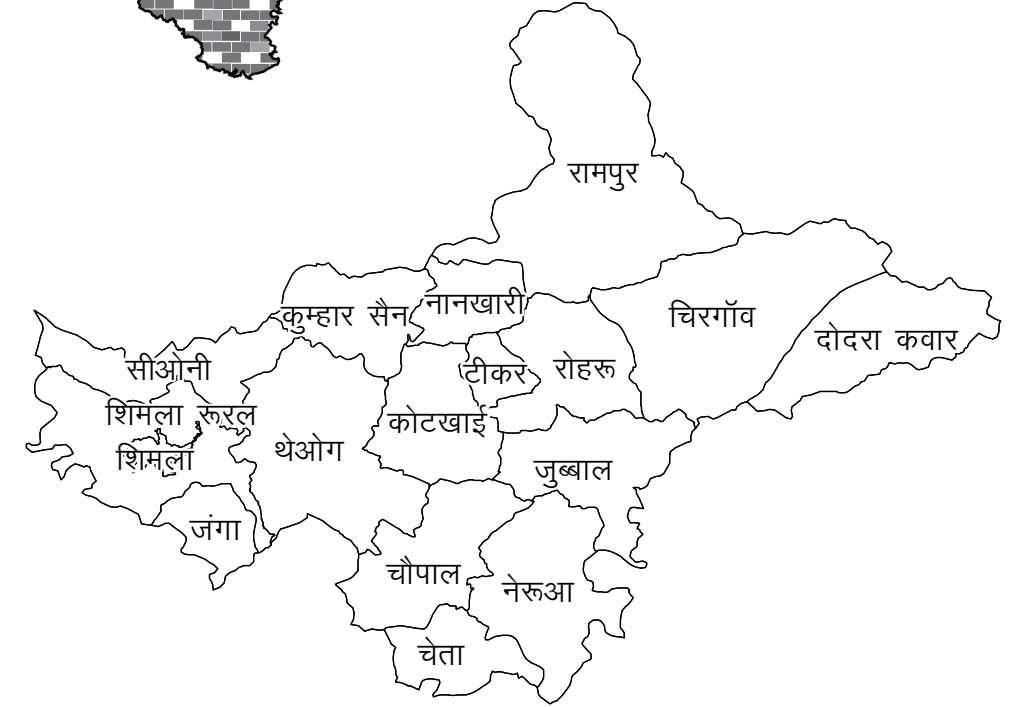 रामपुर
नानखारी
कुम्हार सैन
चिरगॉव
दोदरा कवार
सीओनी
टीकर
रोहरू
शिमला रूरल
कोटखाई
थेओग
शिमला
जुब्बाल
जंगा
चौपाल
नेरूआ
चेता